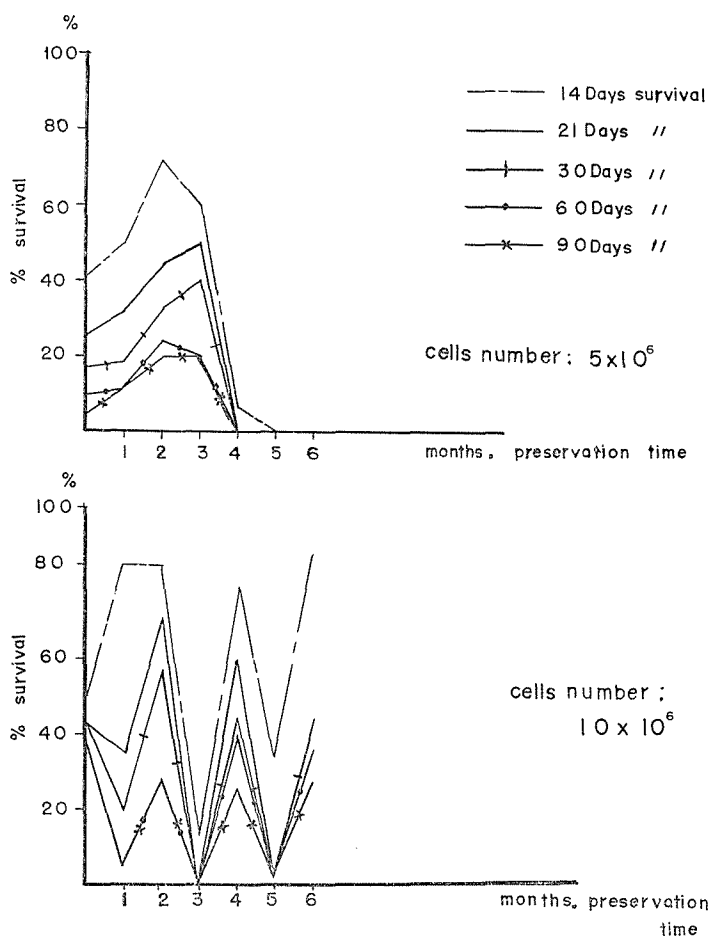 %
100
80
60
40
20
% survival
14 Days survival
21 Days 〃
30 Days 〃
60 Days 〃
90 Days 〃
cells number; 5x10⁶
1 2 3 4 5 6
months. preservation time
%
100
80
60
40
20
% survival
cells number;
10 x 10⁶
1 2 3 4 5 6
months. preservation
time